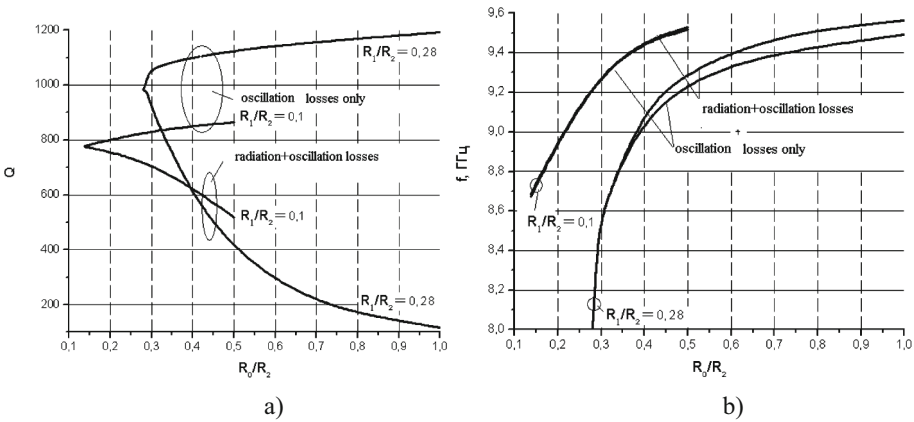 1200
1000
800
600
400
200
Q
R₁/R₂=0,28
oscillation losses only
R₁/R₂=0,1
radiation+oscillation losses
R₁/R₂=0,1
R₁/R₂=0,28
0,1 0,2 0,3 0,4 0,5 0,6 0,7 0,8 0,9 1,0
R₀/R₂
a)
9,6
9,4
9,2
9,0
8,8
8,6
8,4
8,2
8,0
f, ГГц
radiation+oscillation losses
+
oscillation losses only
R₁/R₂=0,1
R₁/R₂=0,28
0,1 0,2 0,3 0,4 0,5 0,6 0,7 0,8 0,9 1,0
R₀/R₂
b)